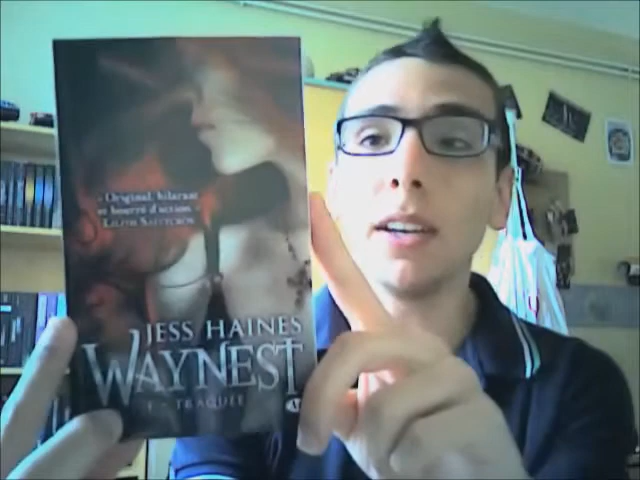 « Original, hilarant
et bourré d'action. »
LILITH SAINTCROW
JESS HAINES
WAYNEST
1 - TRAQUÉE